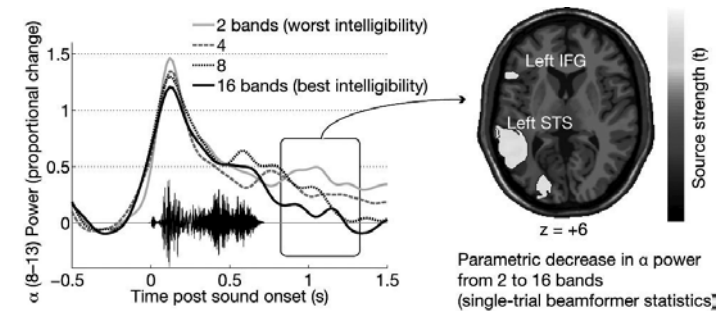 2 bands (worst intelligibility)
4
8
16 bands (best intelligibility)
α (8–13) Power (proportional change)
1.5
1
0.5
0
−0.5
0
0.5
1
1.5
Time post sound onset (s)
Left IFG
Left STS
z = +6
Source strength (t)
Parametric decrease in α power
from 2 to 16 bands
(single-trial beamformer statistics)